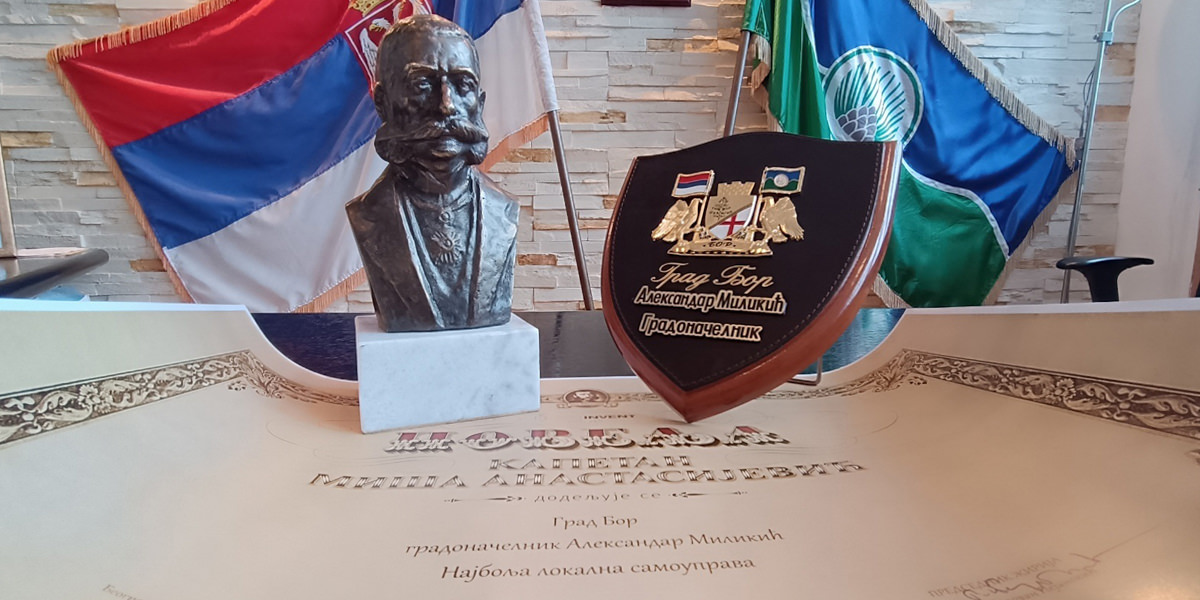 БОР
Град Бор
Александар Миликић
Градоначелник
INVENT
ПОВЕЉА
КАПЕТАН
МИША АНАСТАСИЈЕВИЋ
додељује се
Град Бор
градоначелник Александар Миликић
Најбоља локална самоуправа